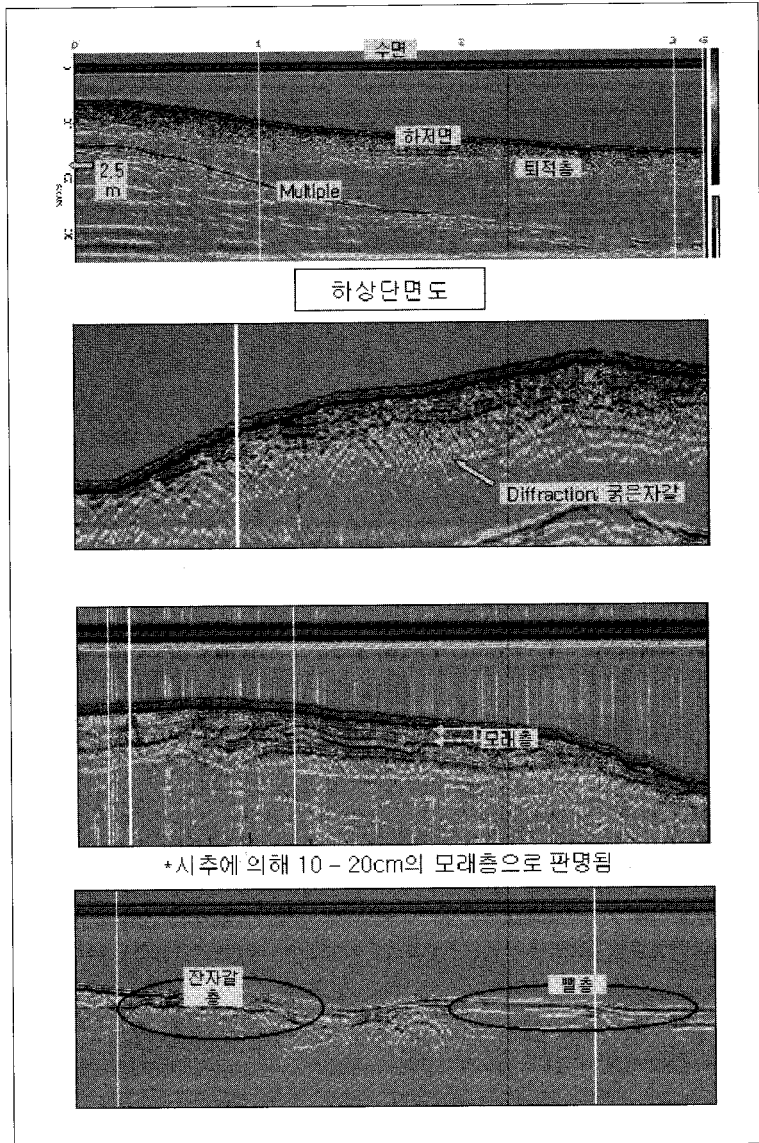 0 1 2 3
수면
하저면
퇴적층
2.5
m
Multiple
하상단면도
Diffraction: 굵은자갈
모래층
*시추에 의해 10 – 20cm의 모래층으로 판명됨
잔자갈
층
뻘층